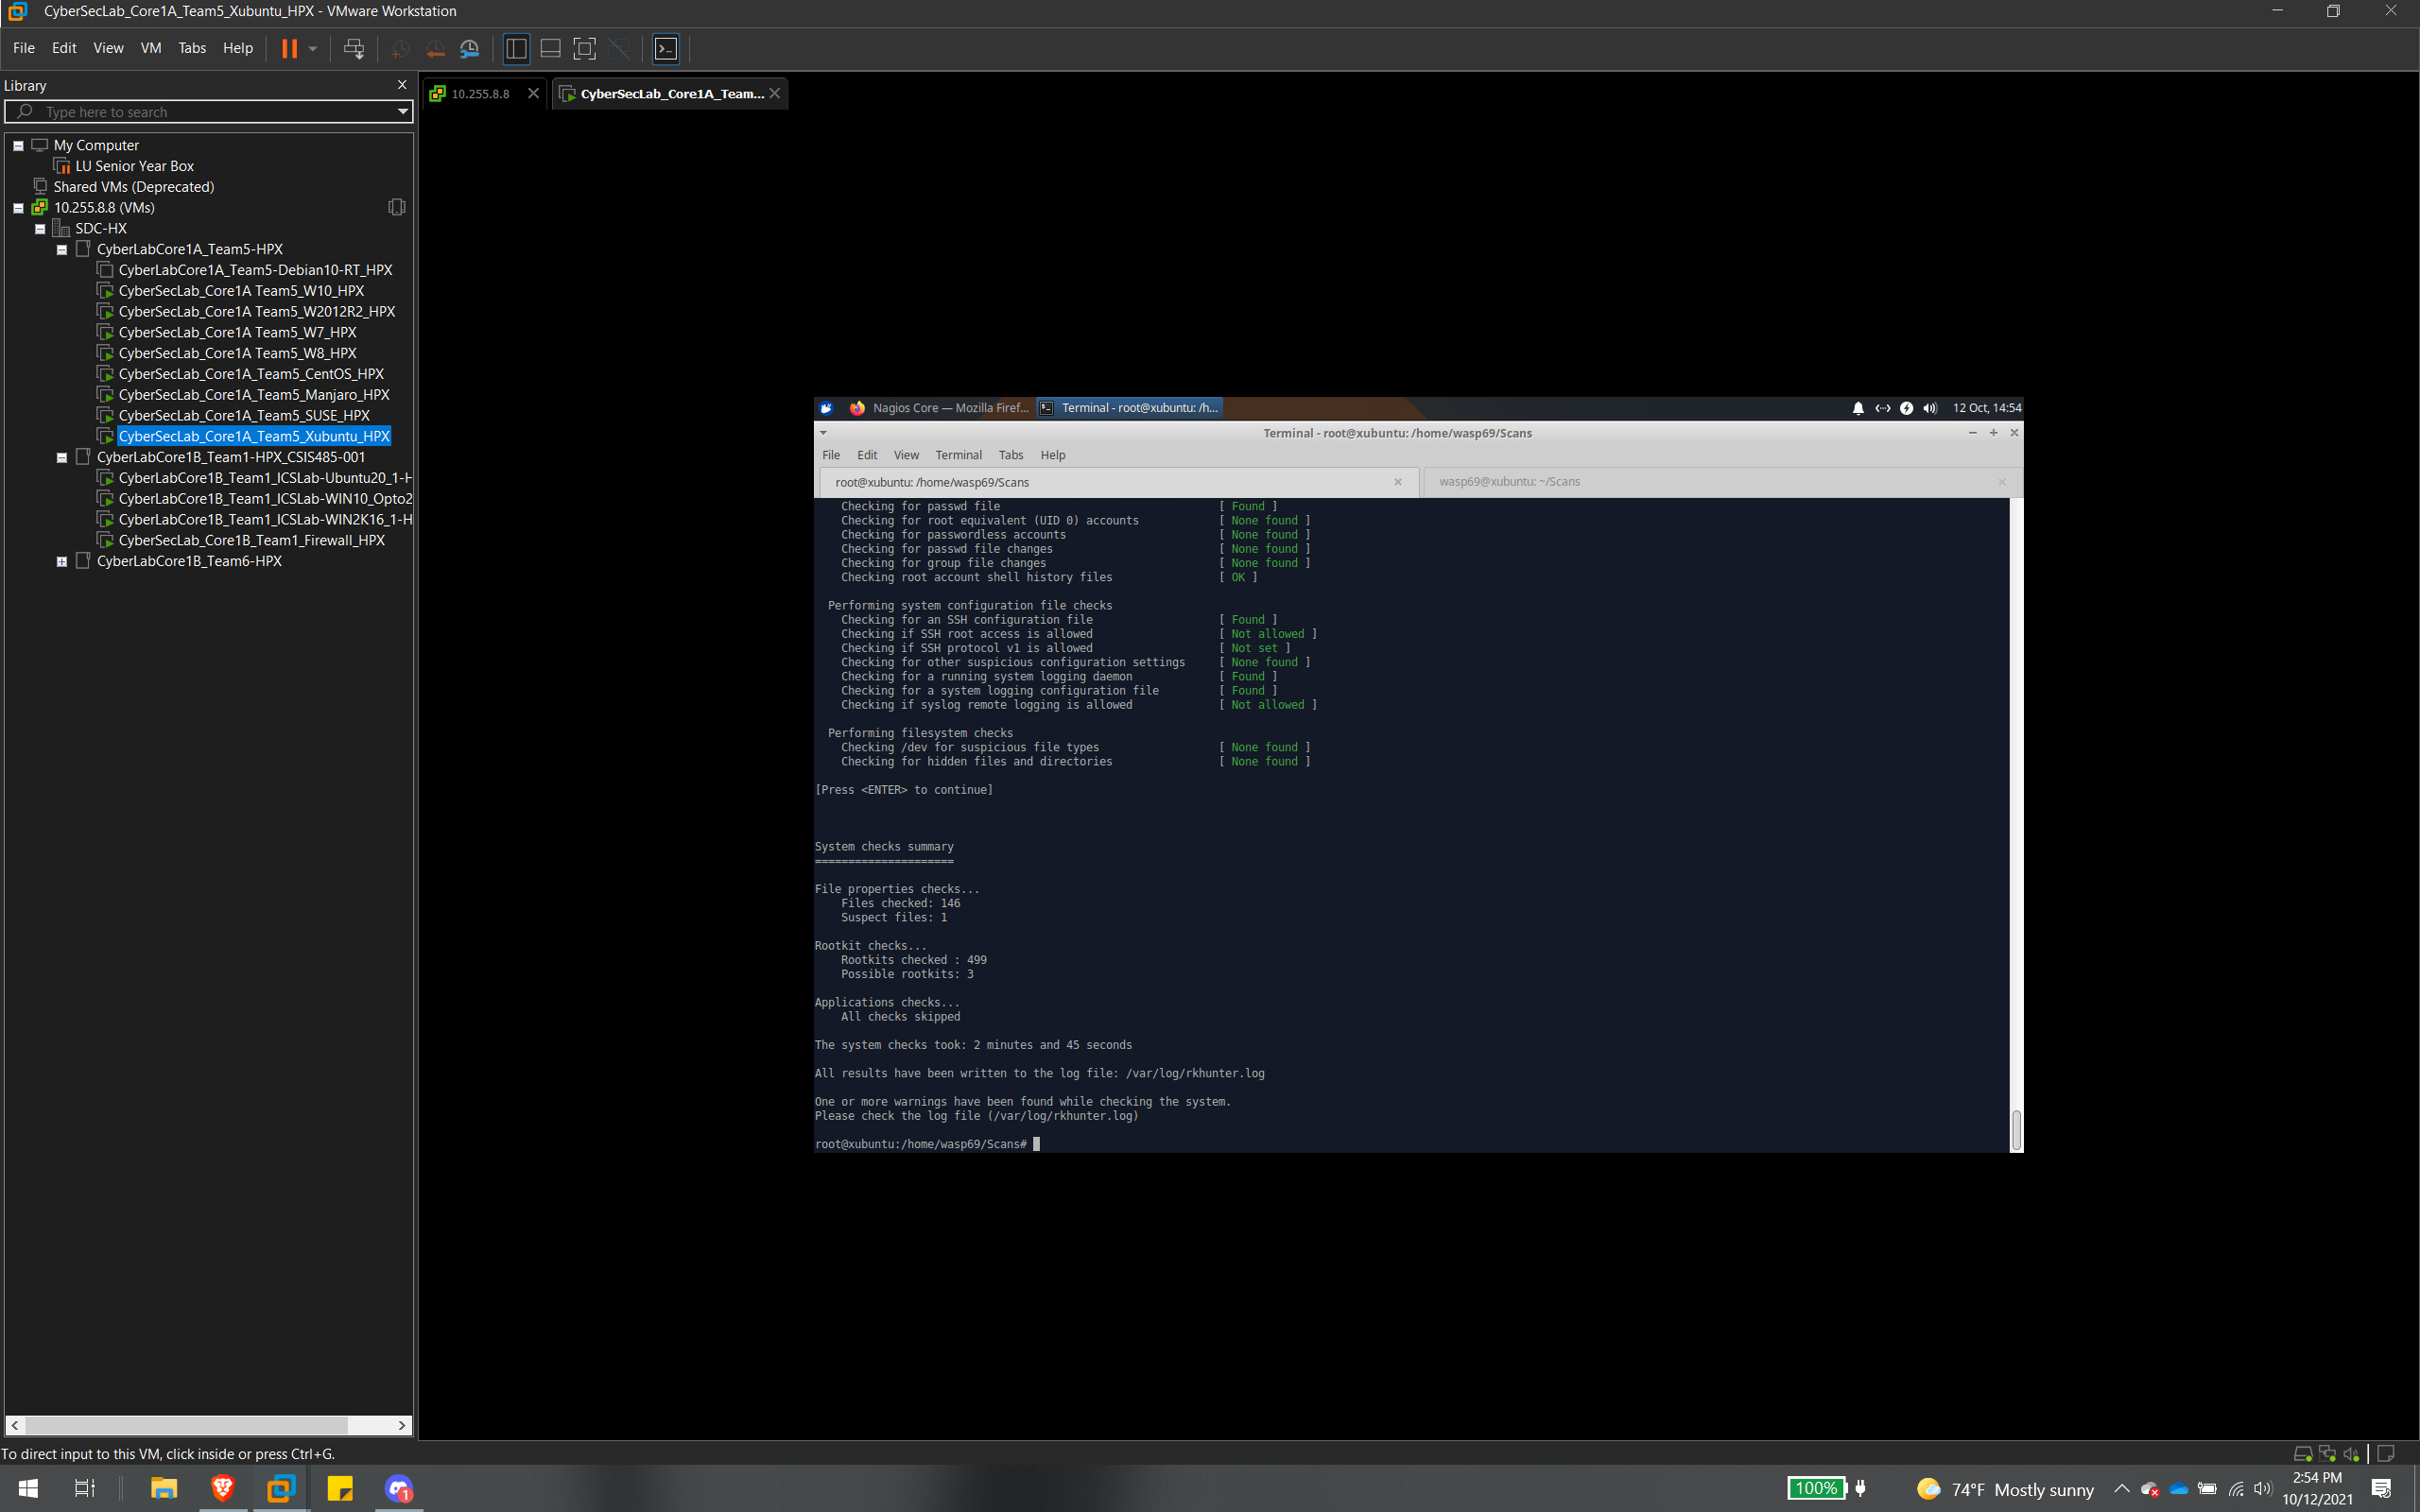 CyberSecLab_Core1A_Team5_Xubuntu_HPX - VMware Workstation
File Edit View VM Tabs Help
Library
Type here to search
My Computer
LU Senior Year Box
Shared VMs (Deprecated)
10.255.8.8 (VMs)
SDC-HX
CyberLabCore1A_Team5-HPX
CyberLabCore1A_Team5-Debian10-RT_HPX
CyberSecLab_Core1A Team5_W10_HPX
CyberSecLab_Core1A Team5_W2012R2_HPX
CyberSecLab_Core1A Team5_W7_HPX
CyberSecLab_Core1A Team5_W8_HPX
CyberSecLab_Core1A_Team5_CentOS_HPX
CyberSecLab_Core1A_Team5_Manjaro_HPX
CyberSecLab_Core1A_Team5_SUSE_HPX
CyberSecLab_Core1A_Team5_Xubuntu_HPX
CyberLabCore1B_Team1-HPX_CSIS485-001
CyberLabCore1B_Team1_ICSLab-Ubuntu20_1-H
CyberLabCore1B_Team1_ICSLab-WIN10_Opto2
CyberLabCore1B_Team1_ICSLab-WIN2K16_1-H
CyberSecLab_Core1B_Team1_Firewall_HPX
CyberLabCore1B_Team6-HPX
10.255.8.8
CyberSecLab_Core1A_Team...
Nagios Core — Mozilla Firef...
Terminal - root@xubuntu: /h...
12 Oct, 14:54
Terminal - root@xubuntu: /home/wasp69/Scans
File Edit View Terminal Tabs Help
root@xubuntu: /home/wasp69/Scans
wasp69@xubuntu: ~/Scans
Checking for passwd file [ Found ]
Checking for root equivalent (UID 0) accounts [ None found ]
Checking for passwordless accounts [ None found ]
Checking for passwd file changes [ None found ]
Checking for group file changes [ None found ]
Checking root account shell history files [ OK ]
Performing system configuration file checks
Checking for an SSH configuration file [ Found ]
Checking if SSH root access is allowed [ Not allowed ]
Checking if SSH protocol v1 is allowed [ Not set ]
Checking for other suspicious configuration settings [ None found ]
Checking for a running system logging daemon [ Found ]
Checking for a system logging configuration file [ Found ]
Checking if syslog remote logging is allowed [ Not allowed ]
Performing filesystem checks
Checking /dev for suspicious file types [ None found ]
Checking for hidden files and directories [ None found ]
[Press <ENTER> to continue]
System checks summary
=====================
File properties checks...
Files checked: 146
Suspect files: 1
Rootkit checks...
Rootkits checked : 499
Possible rootkits: 3
Applications checks...
All checks skipped
The system checks took: 2 minutes and 45 seconds
All results have been written to the log file: /var/log/rkhunter.log
One or more warnings have been found while checking the system.
Please check the log file (/var/log/rkhunter.log)
root@xubuntu:/home/wasp69/Scans#
To direct input to this VM, click inside or press Ctrl+G.
1
100%
74°F Mostly sunny
2:54 PM
10/12/2021